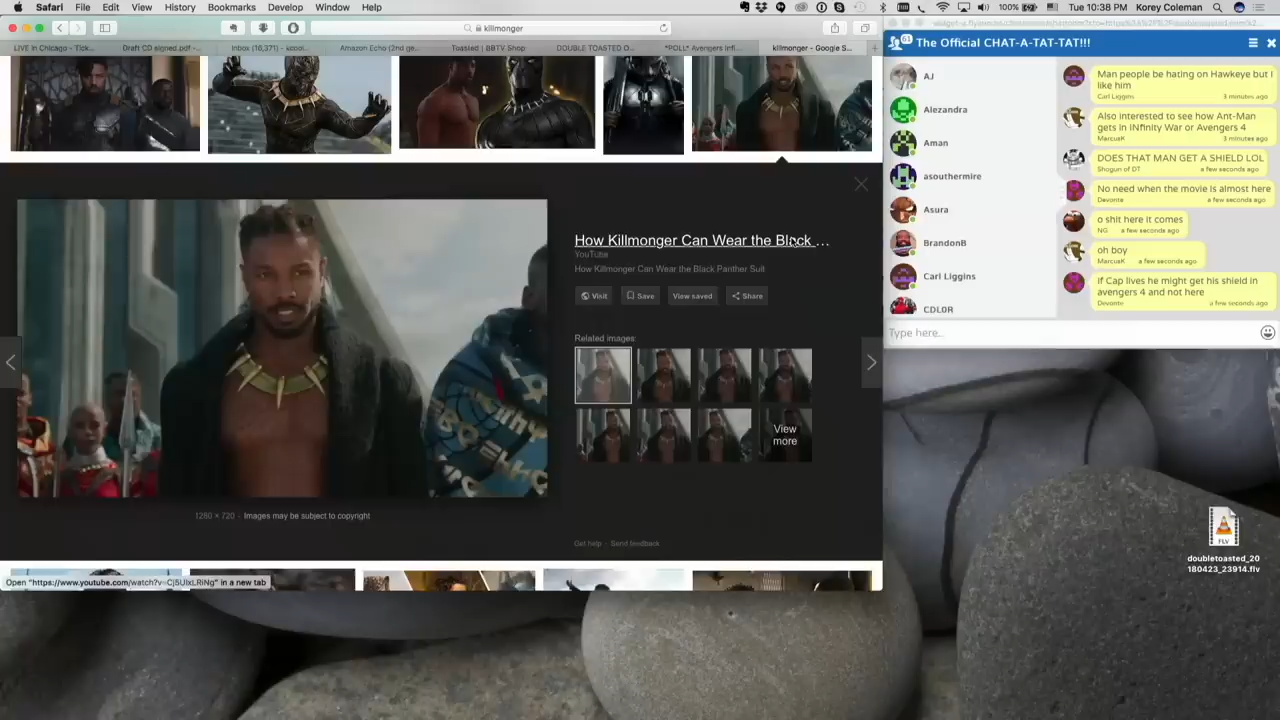 Safari File Edit View History Bookmarks Develop Window Help
100% Tue 10:38 PM Korey Coleman
killmonger
LIVE in Chicago - Tick...
Draft CD signed.pdf -...
Inbox (10,371) - kcool...
Amazon Echo (2nd ge...
Toasted | BBTV Shop
DOUBLE TOASTED O...
*POLL* Avengers Infi...
killmonger - Google S...
How Killmonger Can Wear the Black ...
YouTube
How Killmonger Can Wear the Black Panther Suit
Visit
Save
View saved
Share
Related images:
View
more
1280 × 720 - Images may be subject to copyright
Get help - Send feedback
Open "https://www.youtube.com/watch?v=Cj5UlxLRiNg" in a new tab
61
The Official CHAT-A-TAT-TAT!!!
AJ
Alezandra
Aman
asouthermire
Asura
BrandonB
Carl Liggins
CDLOR
Man people be hating on Hawkeye but I
like him
Carl Liggins 3 minutes ago
Also interested to see how Ant-Man
gets in INfinity War or Avengers 4
MarcusK 3 minutes ago
DOES THAT MAN GET A SHIELD LOL
Shogun of DT a few seconds ago
No need when the movie is almost here
Devonte a few seconds ago
o shit here it comes
NG a few seconds ago
oh boy
MarcusK a few seconds ago
If Cap lives he might get his shield in
avengers 4 and not here
Devonte a few seconds ago
Type here...
FLV
doubletoasted_20
180423_23914.flv